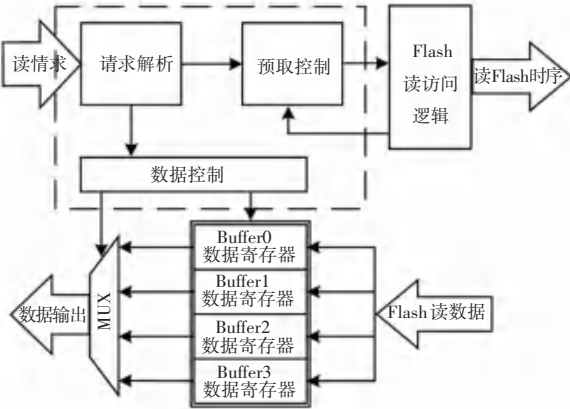 读情求
请求解析
预取控制
Flash
读访问
逻辑
读Flash时序
数据控制
Buffer0
数据寄存器
Buffer1
数据寄存器
Buffer2
数据寄存器
Buffer3
数据寄存器
MUX
数据输出
Flash 读数据